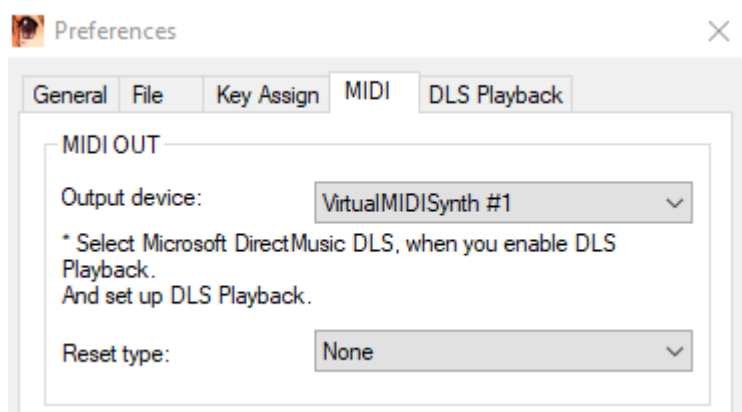 Preferences
General File Key Assign MIDI DLS Playback
MIDI OUT
Output device: VirtualMIDISynth #1
* Select Microsoft DirectMusic DLS, when you enable DLS
Playback.
And set up DLS Playback.
Reset type: None